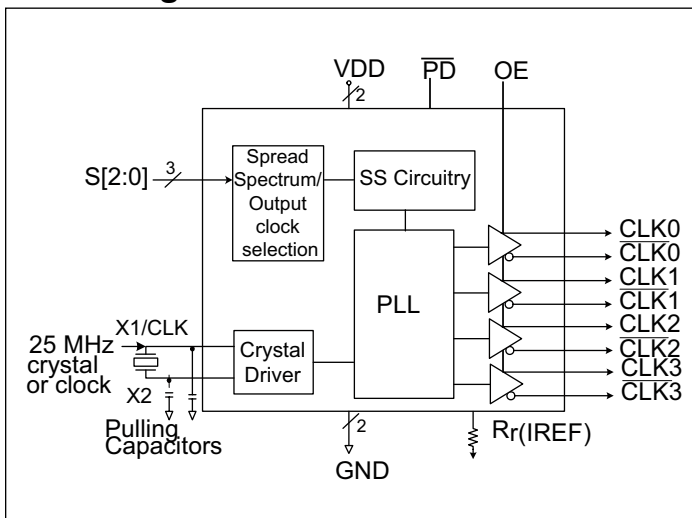 VDD
PD
OE
2
S[2:0]
3
Spread
Spectrum/
Output
clock
selection
SS Circuitry
PLL
CLK0
CLK0
CLK1
CLK1
CLK2
CLK2
CLK3
CLK3
X1/CLK
25 MHz
crystal
or clock
X2
Crystal
Driver
Pulling
Capacitors
2
GND
Rr(IREF)